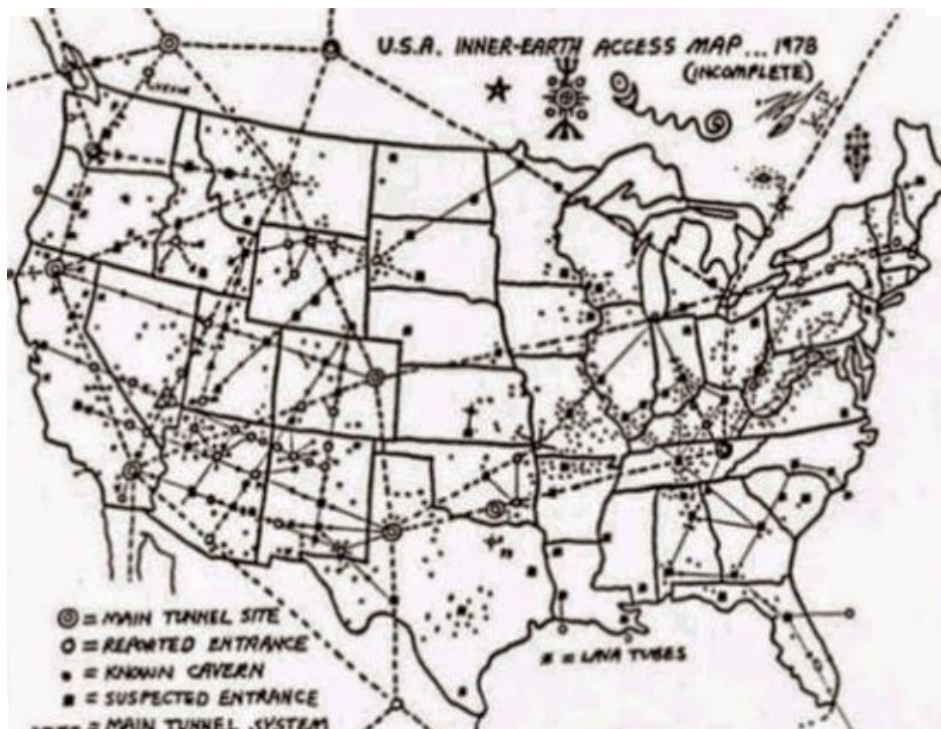 U.S.A. INNER-EARTH ACCESS MAP... 1978
(INCOMPLETE)
= MAIN TUNNEL SITE
= REPORTED ENTRANCE
= KNOWN CAVERN
= SUSPECTED ENTRANCE
= MAIN TUNNEL SYSTEM
= LAVA TUBES